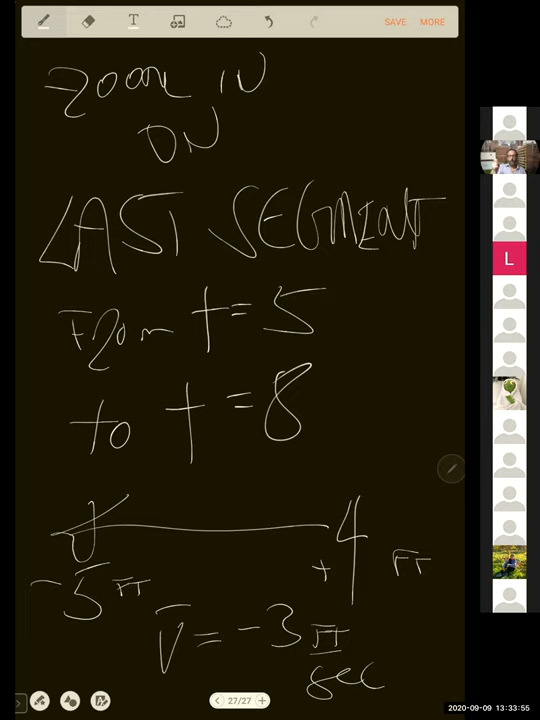 T
SAVE
MORE
ZOOM IN
ON
LAST SEGMENT
From t = 5
to t = 8
+4 FT
-5 FT
V = -3 FT
sec
L
27/27
2020-09-09 13:33:55